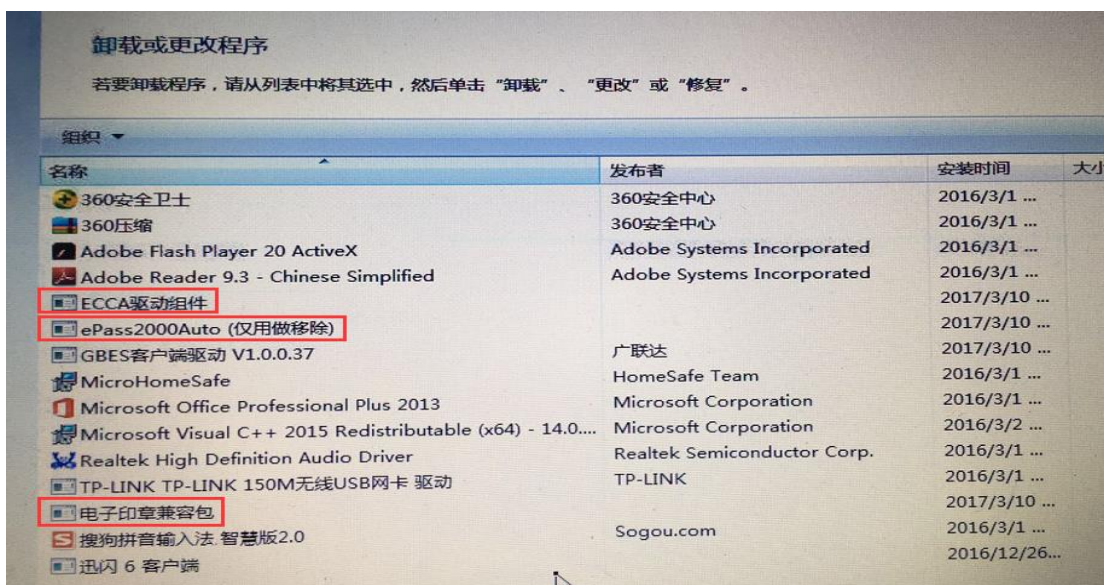 卸载或更改程序
若要卸载程序，请从列表中将其选中，然后单击“卸载”、“更改”或“修复”。
组织
名称 发布者 安装时间 大小
360安全卫士 360安全中心 2016/3/1 ...
360压缩 360安全中心 2016/3/1 ...
Adobe Flash Player 20 ActiveX Adobe Systems Incorporated 2016/3/1 ...
Adobe Reader 9.3 - Chinese Simplified Adobe Systems Incorporated 2016/3/1 ...
ECCA驱动组件 2017/3/10 ...
ePass2000Auto (仅用做移除) 2017/3/10 ...
GBES客户端驱动 V1.0.0.37 广联达 2017/3/10 ...
MicroHomeSafe HomeSafe Team 2016/3/1 ...
Microsoft Office Professional Plus 2013 Microsoft Corporation 2016/3/1 ...
Microsoft Visual C++ 2015 Redistributable (x64) - 14.0.... Microsoft Corporation 2016/3/2 ...
Realtek High Definition Audio Driver Realtek Semiconductor Corp. 2016/3/1 ...
TP-LINK TP-LINK 150M无线USB网卡 驱动 TP-LINK 2016/3/1 ...
电子印章兼容包 2017/3/10 ...
搜狗拼音输入法 智慧版2.0 Sogou.com 2016/3/1 ...
迅闪 6 客户端 2016/12/26...